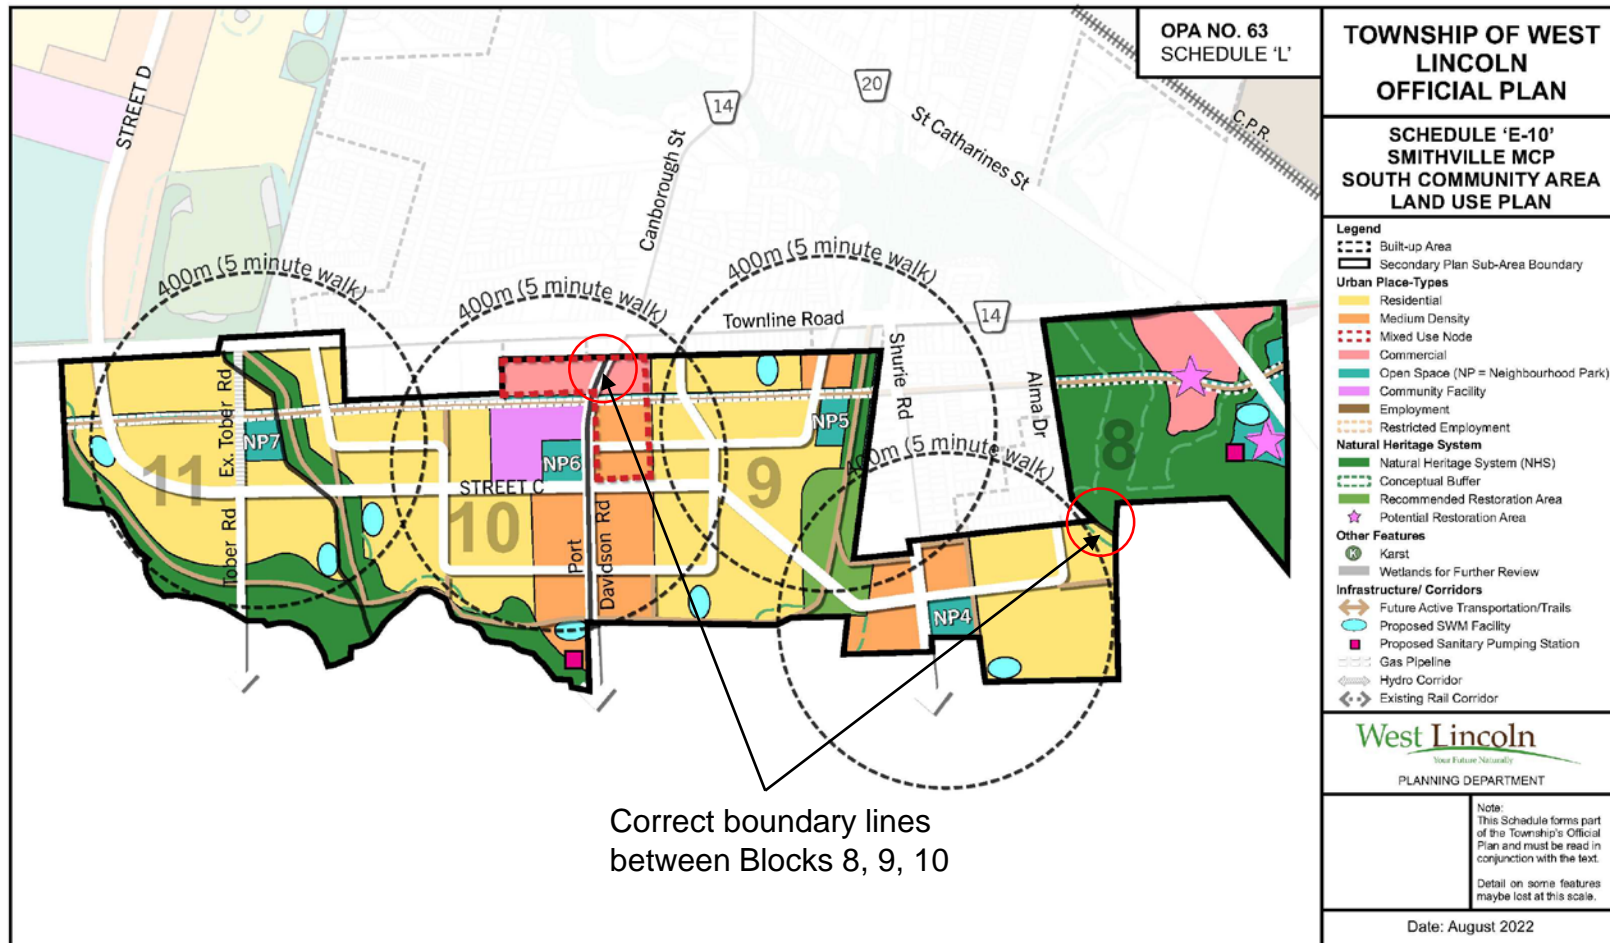 OPA NO. 63
SCHEDULE 'L'
TOWNSHIP OF WEST
LINCOLN
OFFICIAL PLAN
SCHEDULE 'E-10'
SMITHVILLE MCP
SOUTH COMMUNITY AREA
LAND USE PLAN
Legend
Built-up Area
Secondary Plan Sub-Area Boundary
Urban Place-Types
Residential
Medium Density
Mixed Use Node
Commercial
Open Space (NP = Neighbourhood Park)
Community Facility
Employment
Restricted Employment
Natural Heritage System
Natural Heritage System (NHS)
Conceptual Buffer
Recommended Restoration Area
Potential Restoration Area
Other Features
K
Karst
Wetlands for Further Review
Infrastructure/ Corridors
Future Active Transportation/Trails
Proposed SWM Facility
Proposed Sanitary Pumping Station
Gas Pipeline
Hydro Corridor
Existing Rail Corridor
West Lincoln
Your Future Naturally
PLANNING DEPARTMENT
Note:
This Schedule forms part
of the Township's Official
Plan and must be read in
conjunction with the text.
Detail on some features
maybe lost at this scale.
Date: August 2022
STREET D
14
20
Canborough St
St Catharines St
C.P.R.
400m (5 minute walk)
400m (5 minute walk)
400m (5 minute walk)
Townline Road
14
Shurie Rd
Alma Dr
Ex. Tober Rd
NP7
NP6
NP5
8
11
10
9
STREET C
400m (5 minute walk)
Tober Rd
Port
Davidson Rd
NP4
Correct boundary lines
between Blocks 8, 9, 10